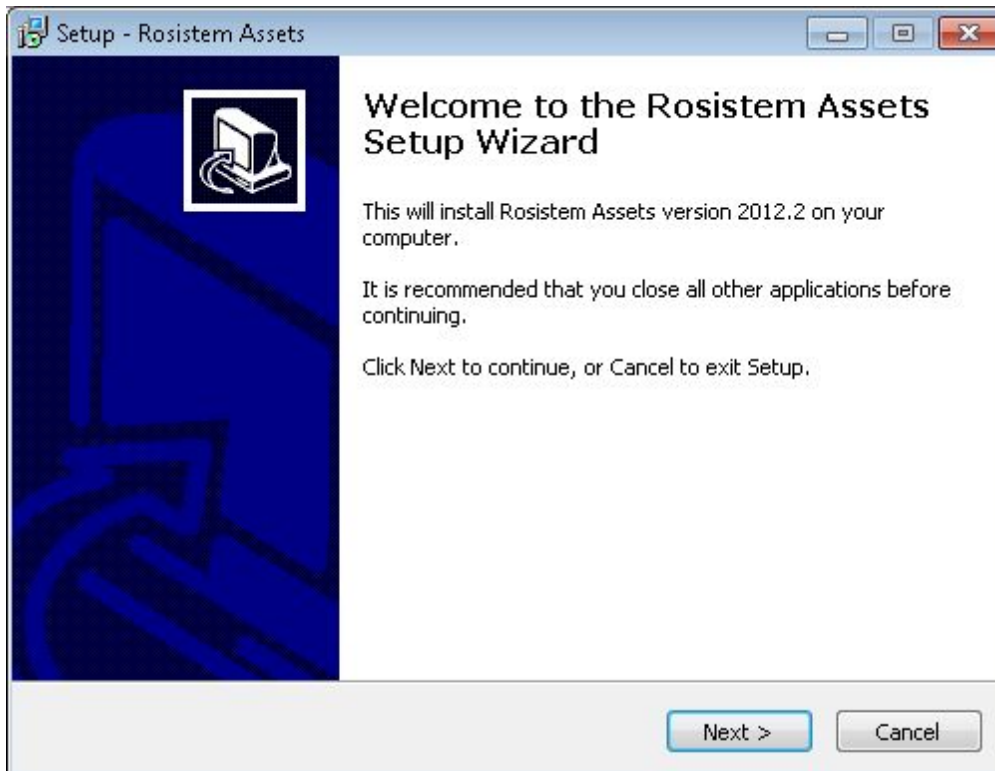 Setup - Rosistem Assets
Welcome to the Rosistem Assets
Setup Wizard
This will install Rosistem Assets version 2012.2 on your
computer.
It is recommended that you close all other applications before
continuing.
Click Next to continue, or Cancel to exit Setup.
Next >
Cancel